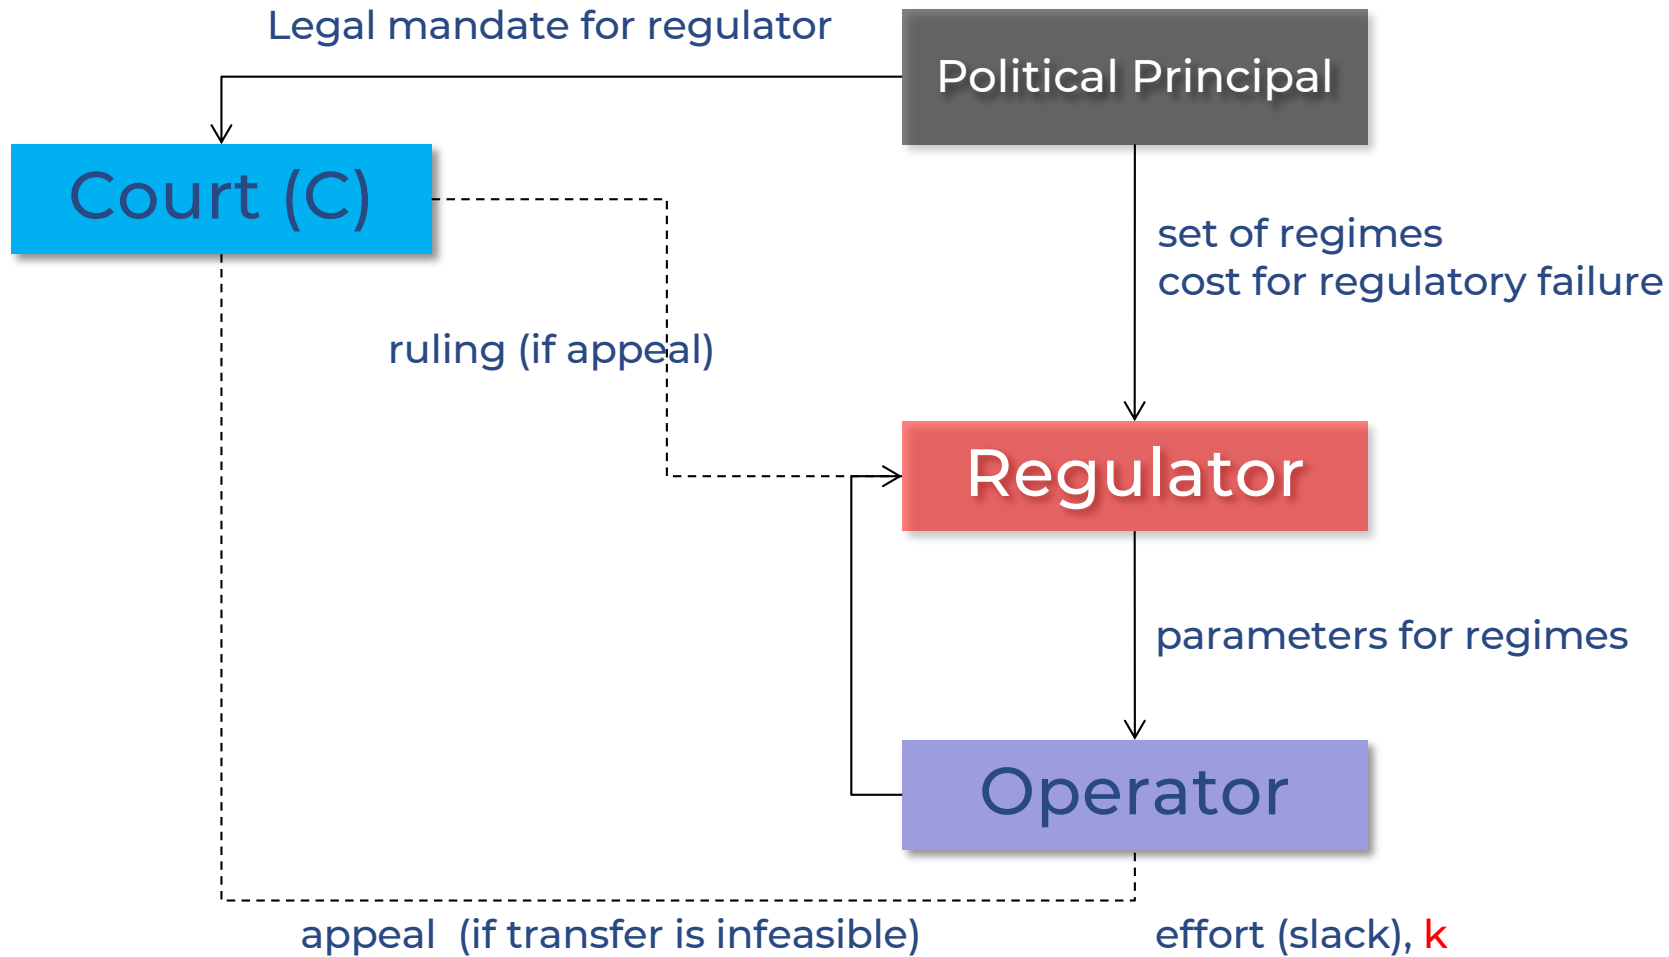 Legal mandate for regulator
Political Principal
Court (C)
set of regimes
cost for regulatory failure
ruling (if appeal)
Regulator
parameters for regimes
Operator
appeal (if transfer is infeasible)
effort (slack), k